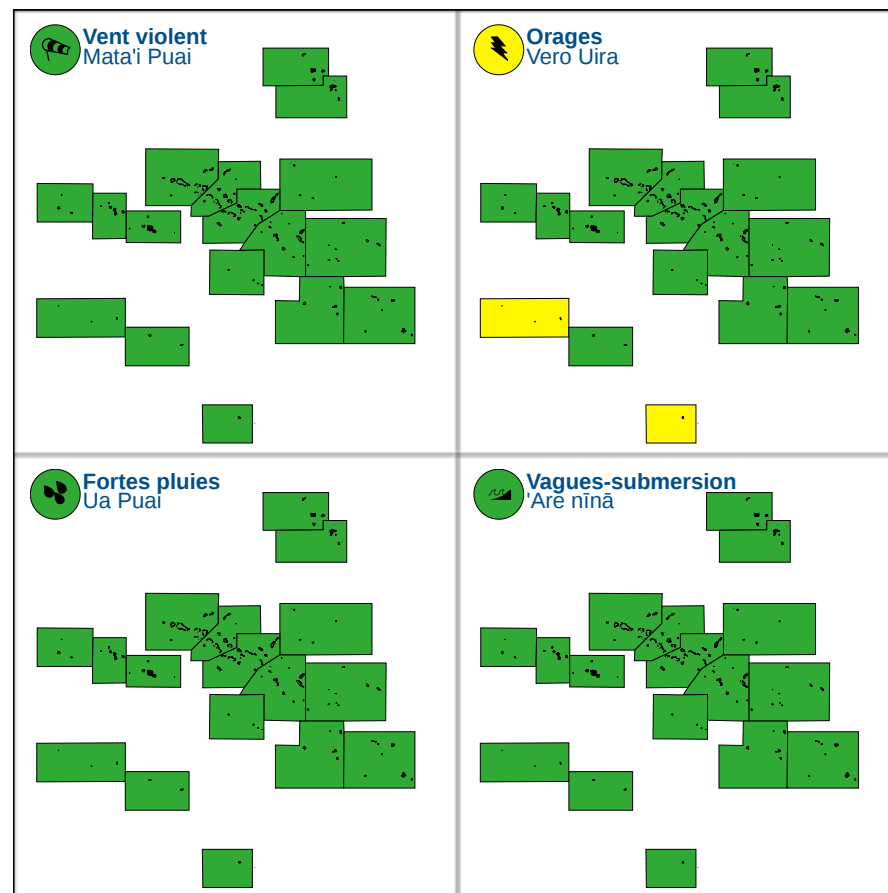 Vent violent
Mata'i Puai
Orages
Vero Uira
Fortes pluies
Ua Puai
Vagues-submersion
'Are nīnā